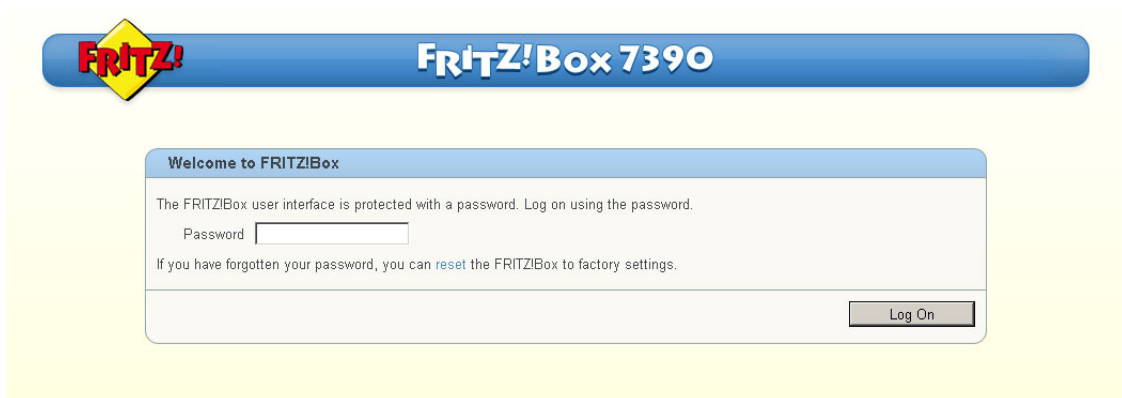 FRITZ!
FRITZ!Box 7390
Welcome to FRITZ!Box
The FRITZ!Box user interface is protected with a password. Log on using the password.
Password
If you have forgotten your password, you can reset the FRITZ!Box to factory settings.
Log On